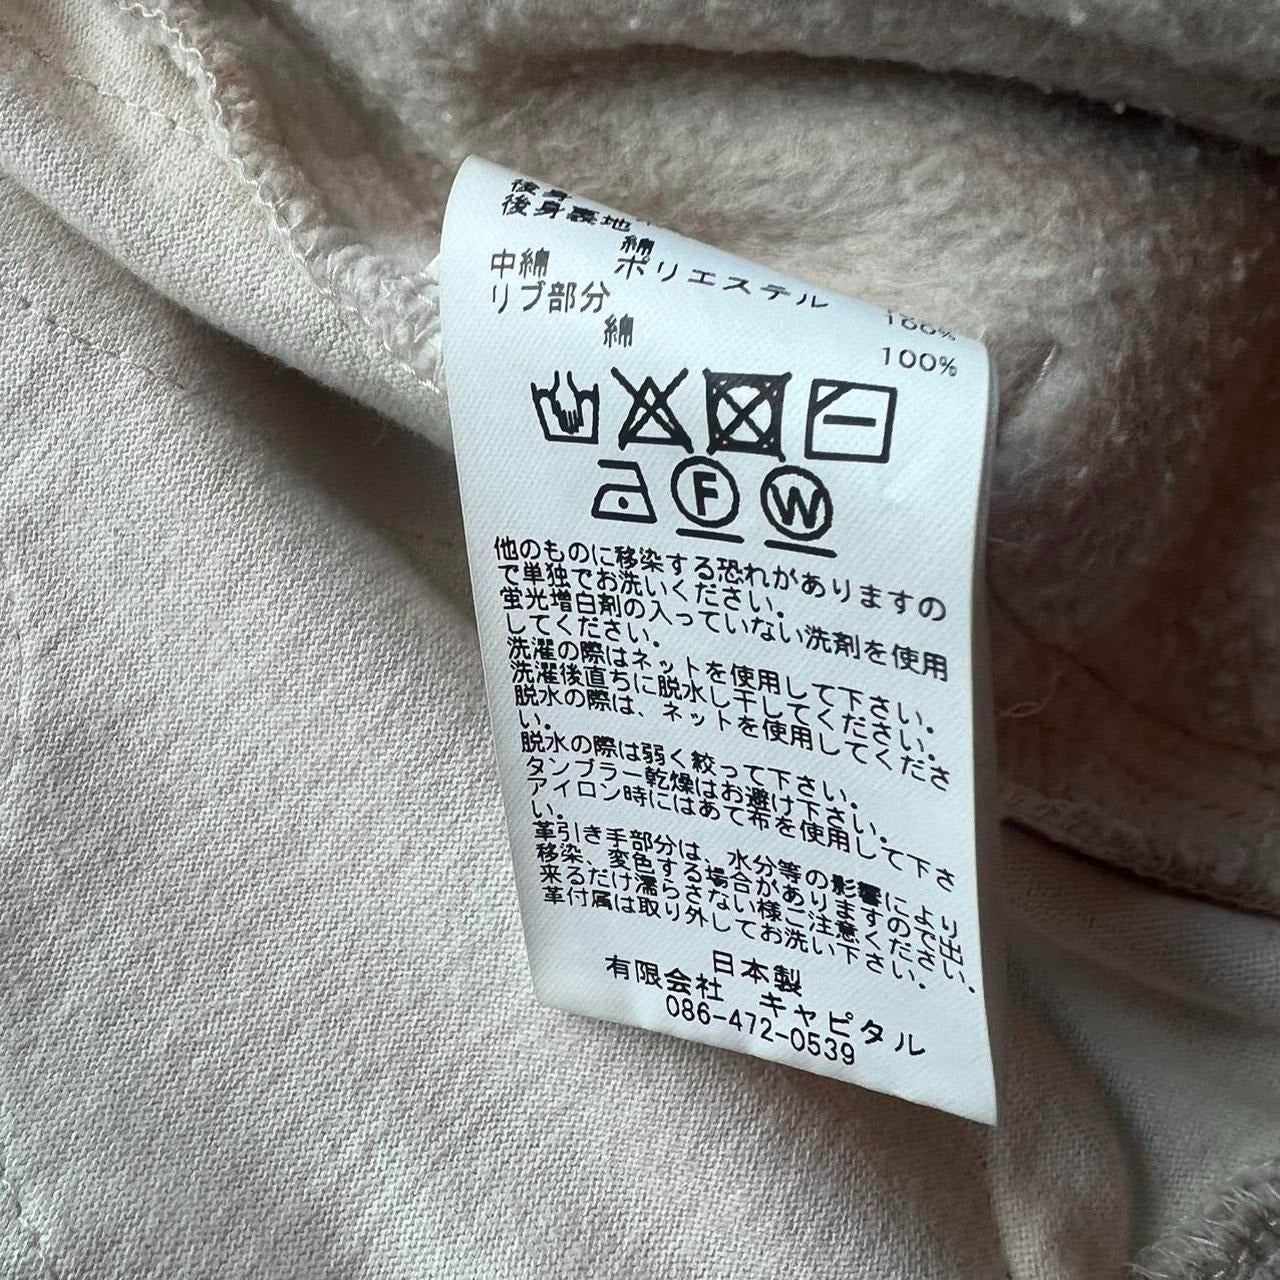 後身裏地
綿
中綿 ポリエステル 100%
リブ部分
綿 100%
F W
他のものに移染する恐れがありますの
で単独でお洗いください。
蛍光増白剤の入っていない洗剤を使用
してください。
洗濯の際はネットを使用して下さい。
洗濯後直ちに脱水し干してください。
脱水の際は、ネットを使用してくださ
い。
脱水の際は弱く絞って下さい。
タンブラー乾燥はお避け下さい。
アイロン時にはあて布を使用して下さ
い。
革引き手部分は、水分等の影響により
移染、変色する場合がありますので出
来るだけ濡らさない様ご注意ください。
革付属は取り外してお洗い下さい。
日本製
有限会社 キャピタル
086-472-0539